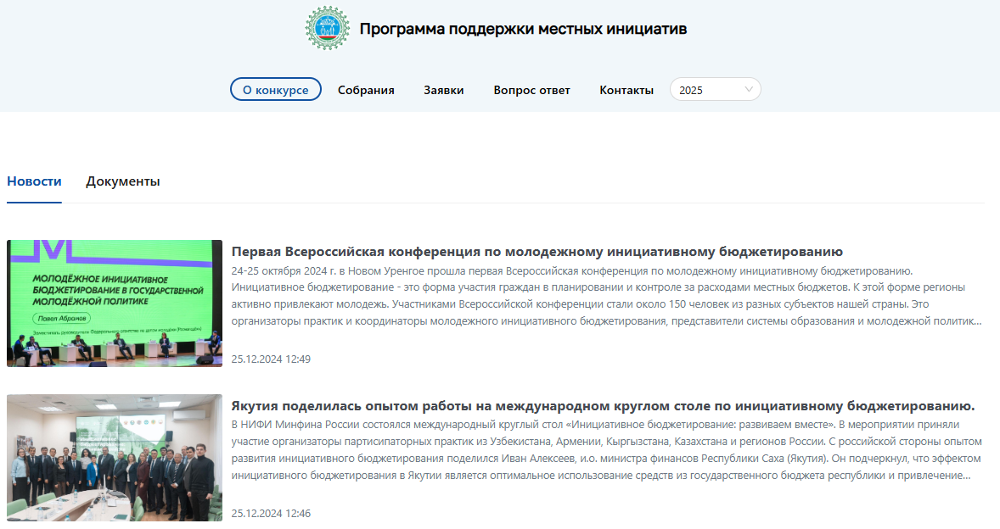 Программа поддержки местных инициатив
О конкурсе
Собрания
Заявки
Вопрос ответ
Контакты
2025
Новости
Документы
МОЛОДЁЖНОЕ ИНИЦИАТИВНОЕ
БЮДЖЕТИРОВАНИЕ В ГОСУДАРСТВЕННОЙ
МОЛОДЁЖНОЙ ПОЛИТИКЕ
Павел Абрамов
Заместитель руководителя Федерального агентства по делам молодёжи (Росмолодёжь)
Первая Всероссийская конференция по молодежному инициативному бюджетированию
24-25 октября 2024 г. в Новом Уренгое прошла первая Всероссийская конференция по молодежному инициативному бюджетированию.
Инициативное бюджетирование - это форма участия граждан в планировании и контроле за расходами местных бюджетов. К этой форме регионы
активно привлекают молодежь. Участниками Всероссийской конференции стали около 150 человек из разных субъектов нашей страны. Это
организаторы практик и координаторы молодежного инициативного бюджетирования, представители системы образования и молодежной политик...
25.12.2024 12:49
Якутия поделилась опытом работы на международном круглом столе по инициативному бюджетированию.
В НИФИ Минфина России состоялся международный круглый стол «Инициативное бюджетирование: развиваем вместе». В мероприятии приняли
участие организаторы партисипаторных практик из Узбекистана, Армении, Кыргызстана, Казахстана и регионов России. С российской стороны опытом
развития инициативного бюджетирования поделился Иван Алексеев, и.о. министра финансов Республики Саха (Якутия). Он подчеркнул, что эффектом
инициативного бюджетирования в Якутии является оптимальное использование средств из государственного бюджета республики и привлечение...
25.12.2024 12:46